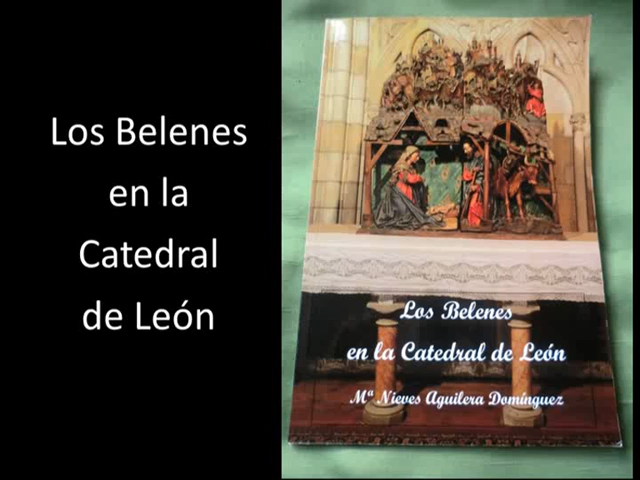 Los Belenes
en la
Catedral
de León
Los Belenes
en la Catedral de León
Mª Nieves Aguilera Domínguez